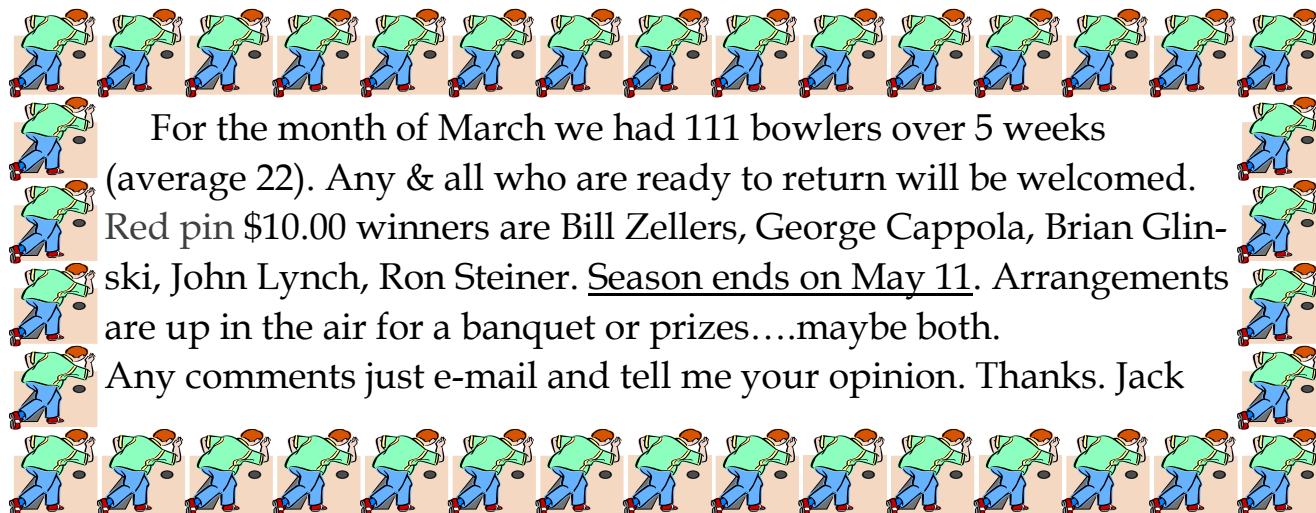 For the month of March we had 111 bowlers over 5 weeks
(average 22). Any & all who are ready to return will be welcomed.
Red pin $10.00 winners are Bill Zellers, George Cappola, Brian Glin-
ski, John Lynch, Ron Steiner. Season ends on May 11. Arrangements
are up in the air for a banquet or prizes….maybe both.
Any comments just e-mail and tell me your opinion. Thanks. Jack